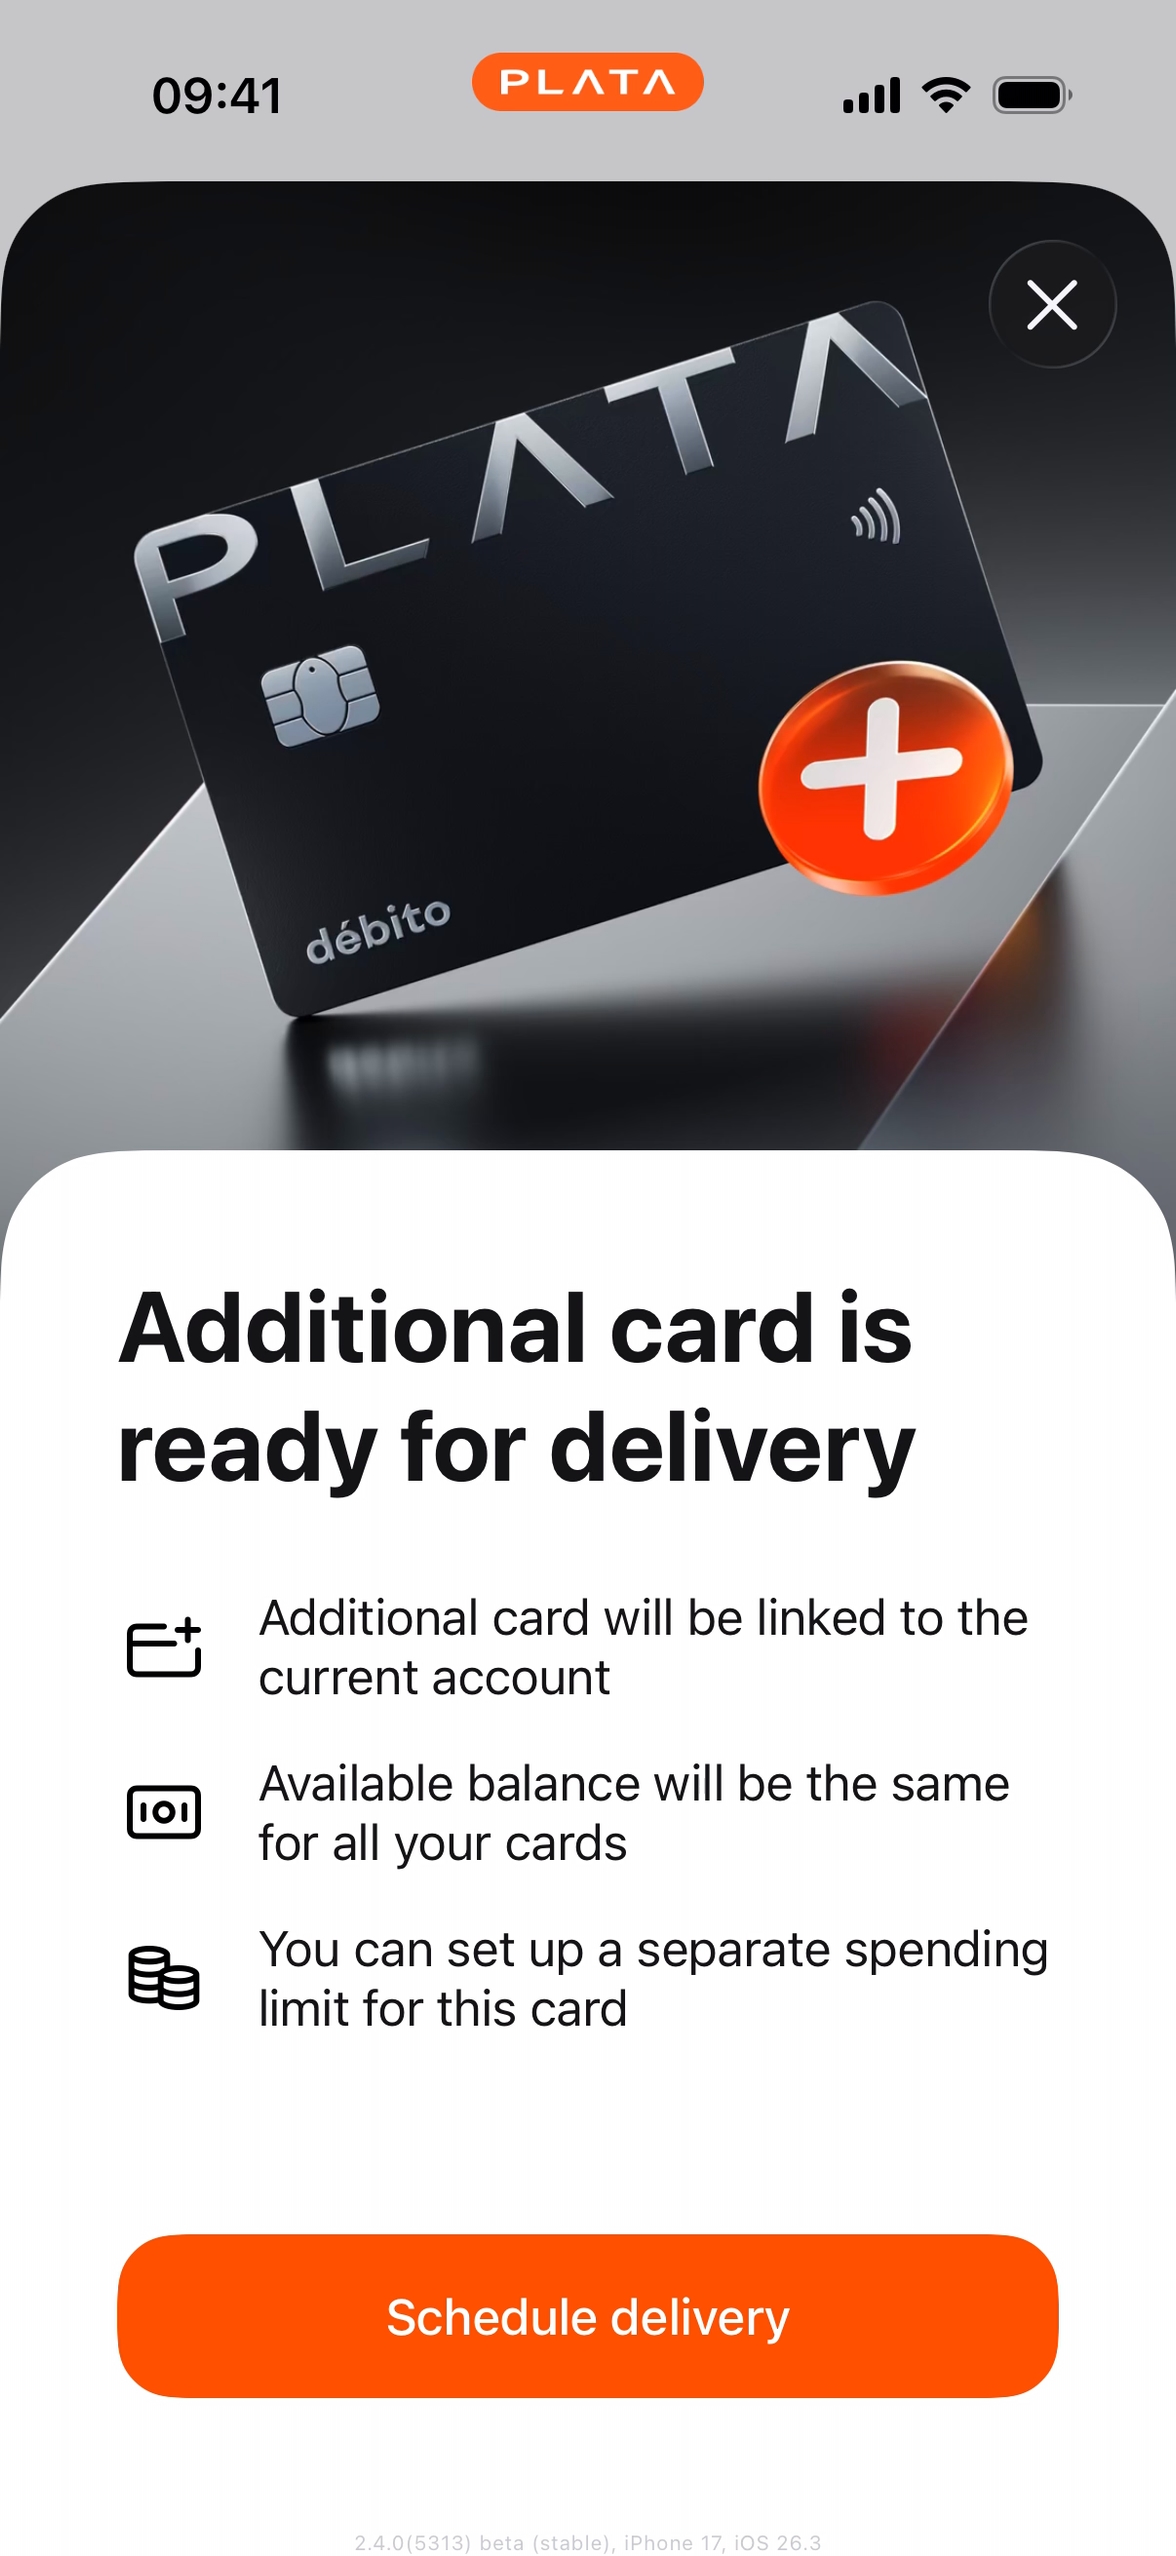 09:41
PLATA
PLATA
débito
Additional card is
ready for delivery
Additional card will be linked to the
current account
Available balance will be the same
for all your cards
You can set up a separate spending
limit for this card
Schedule delivery
2.4.0(5313) beta (stable), iPhone 17, iOS 26.3